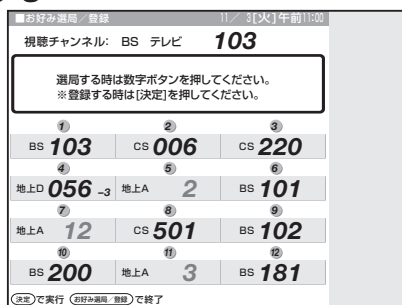 ■お好み選局／登録 11／ 3[火]午前11:00
視聴チャンネル: BS テレビ 103
選局する時は数字ボタンを押してください。
※登録する時は[決定]を押してください。
1 2 3
BS 103 CS 006 CS 220
4 5 6
地上D 056 -3 地上A 2 BS 101
7 8 9
地上A 12 CS 501 BS 102
10 11 12
BS 200 地上A 3 BS 181
決定で実行 お好み選局／登録で終了